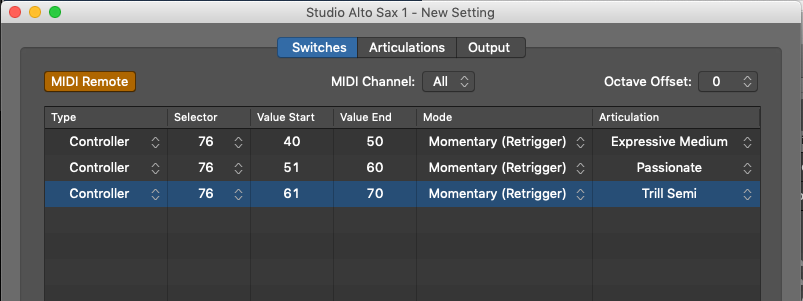 Studio Alto Sax 1 - New Setting
Switches Articulations Output
MIDI Remote MIDI Channel: All Octave Offset: 0
Type Selector Value Start Value End Mode Articulation
Controller 76 40 50 Momentary (Retrigger) Expressive Medium
Controller 76 51 60 Momentary (Retrigger) Passionate
Controller 76 61 70 Momentary (Retrigger) Trill Semi